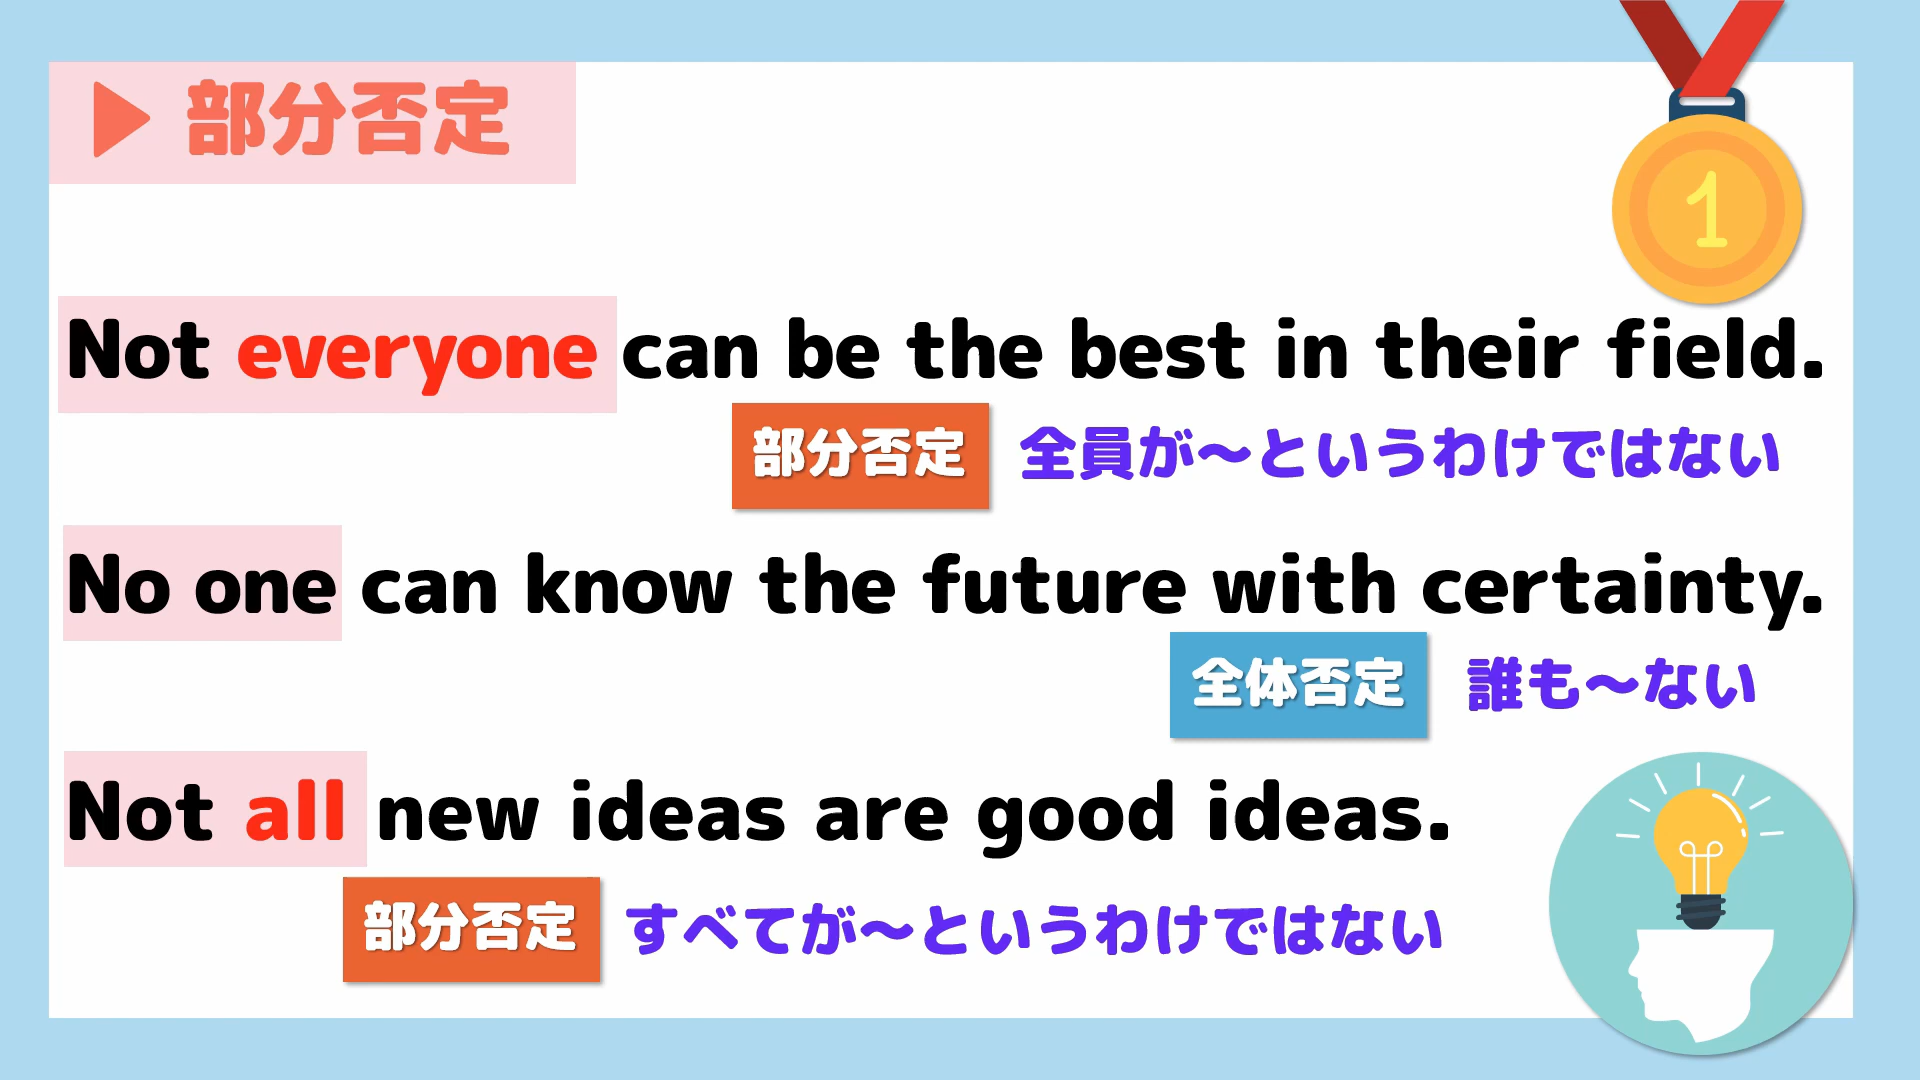 部分否定
1
Not everyone can be the best in their field.
部分否定 全員が～というわけではない
No one can know the future with certainty.
全体否定 誰も～ない
Not all new ideas are good ideas.
部分否定 すべてが～というわけではない